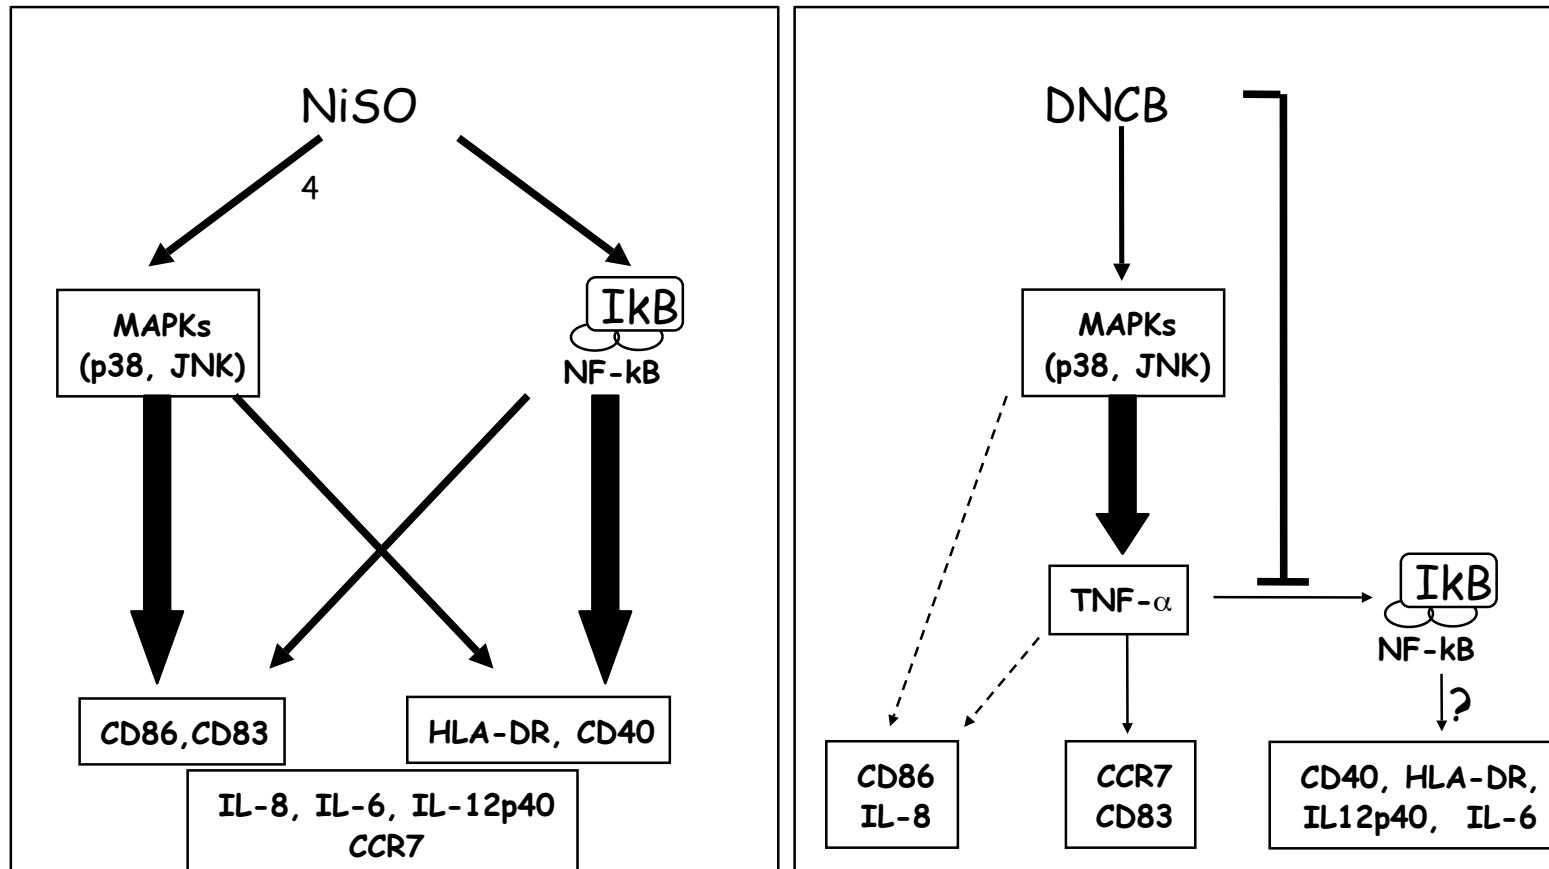 NiSO
4
MAPKs
(p38, JNK)
IkB
NF-kB
CD86,CD83
HLA-DR, CD40
IL-8, IL-6, IL-12p40
CCR7
DNCB
MAPKs
(p38, JNK)
TNF-α
IkB
NF-kB
?
CD86
IL-8
CCR7
CD83
CD40, HLA-DR,
IL12p40, IL-6